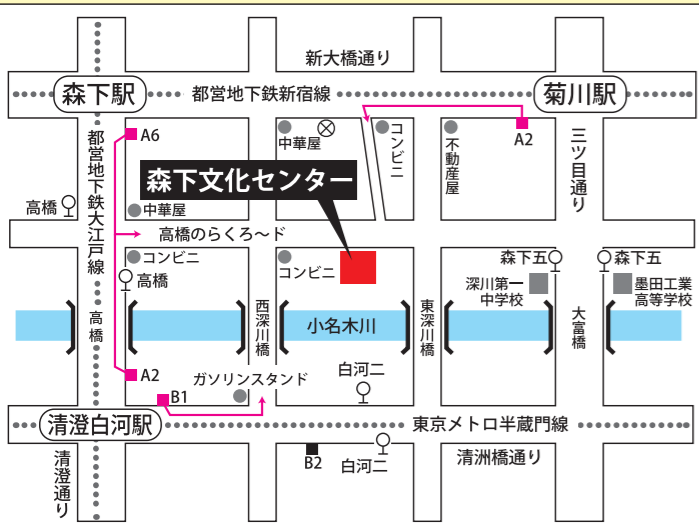 新大橋通り
森下駅
都営地下鉄新宿線
菊川駅
A6
中華屋
コンビニ
不動産屋
A2
三ツ目通り
都営地下鉄大江戸線
森下文化センター
高橋
中華屋
高橋のらくろ〜ド
コンビニ
高橋
コンビニ
森下五
森下五
深川第一
中学校
墨田工業
高等学校
高橋
西深川橋
小名木川
東深川橋
大富橋
A2
B1
ガソリンスタンド
白河二
清澄白河駅
東京メトロ半蔵門線
清澄通り
B2
白河二
清洲橋通り